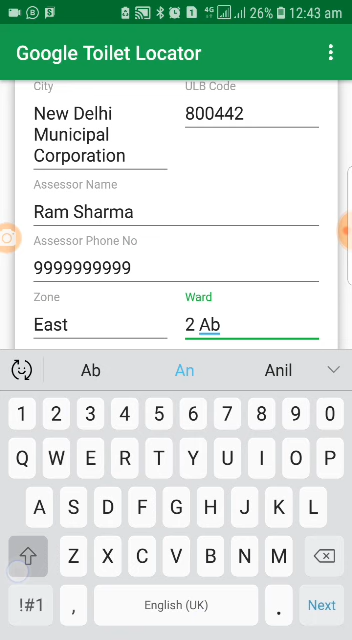 4G 26% 12:43 am
Google Toilet Locator
City ULB Code
New Delhi 800442
Municipal
Corporation
Assessor Name
Ram Sharma
Assessor Phone No
9999999999
Zone Ward
East 2 Ab
Ab An Anil
1 2 3 4 5 6 7 8 9 0
Q W E R T Y U I O P
A S D F G H J K L
Z X C V B N M
!#1 , English (UK) . Next